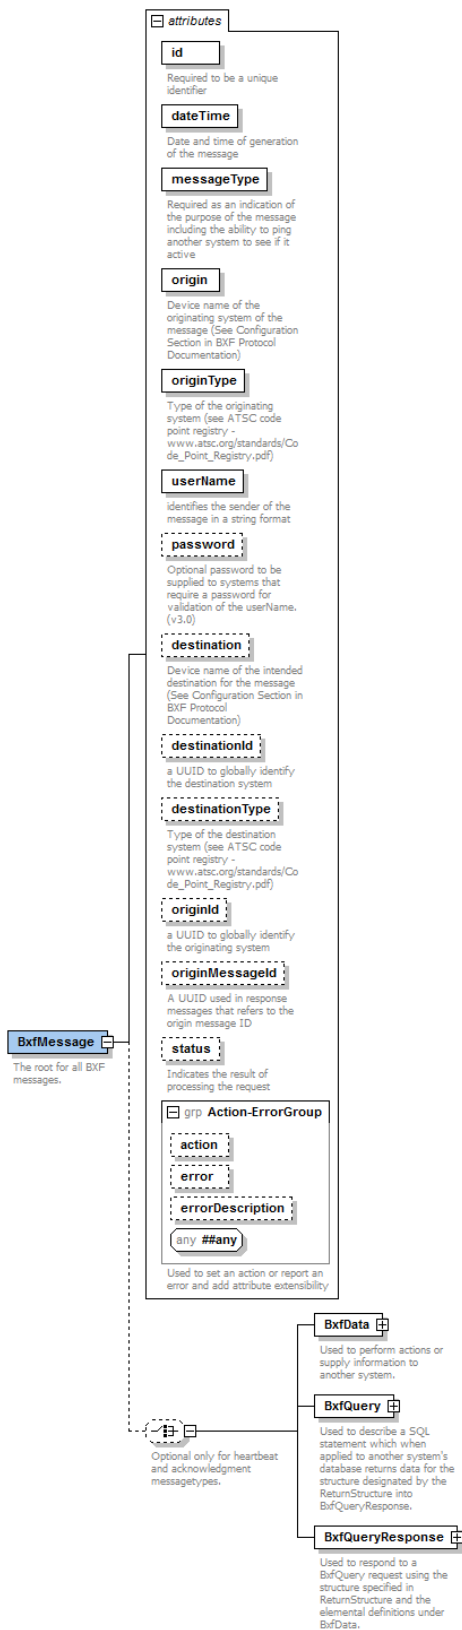 attributes
id
Required to be a unique
identifier
dateTime
Date and time of generation
of the message
messageType
Required as an indication of
the purpose of the message
including the ability to ping
another system to see if it
active
origin
Device name of the
originating system of the
message (See Configuration
Section in BXF Protocol
Documentation)
originType
Type of the originating
system (see ATSC code
point registry -
www.atsc.org/standards/Co
de_Point_Registry.pdf)
userName
identifies the sender of the
message in a string format
password
Optional password to be
supplied to systems that
require a password for
validation of the userName.
(v3.0)
destination
Device name of the intended
destination for the message
(See Configuration Section in
BXF Protocol
Documentation)
destinationId
a UUID to globally identify
the destination system
destinationType
Type of the destination
system (see ATSC code
point registry -
www.atsc.org/standards/Co
de_Point_Registry.pdf)
originId
a UUID to globally identify
the originating system
originMessageId
A UUID used in response
messages that refers to the
origin message ID
status
Indicates the result of
processing the request
BxfMessage
The root for all BXF
messages.
grp Action-ErrorGroup
action
error
errorDescription
any ##any
Used to set an action or report an
error and add attribute extensibility
Optional only for heartbeat
and acknowledgment
messagetypes.
BxfData
Used to perform actions or
supply information to
another system.
BxfQuery
Used to describe a SQL
statement which when
applied to another system's
database returns data for the
structure designated by the
ReturnStructure into
BxfQueryResponse.
BxfQueryResponse
Used to respond to a
BxfQuery request using the
structure specified in
ReturnStructure and the
elemental definitions under
BxfData.